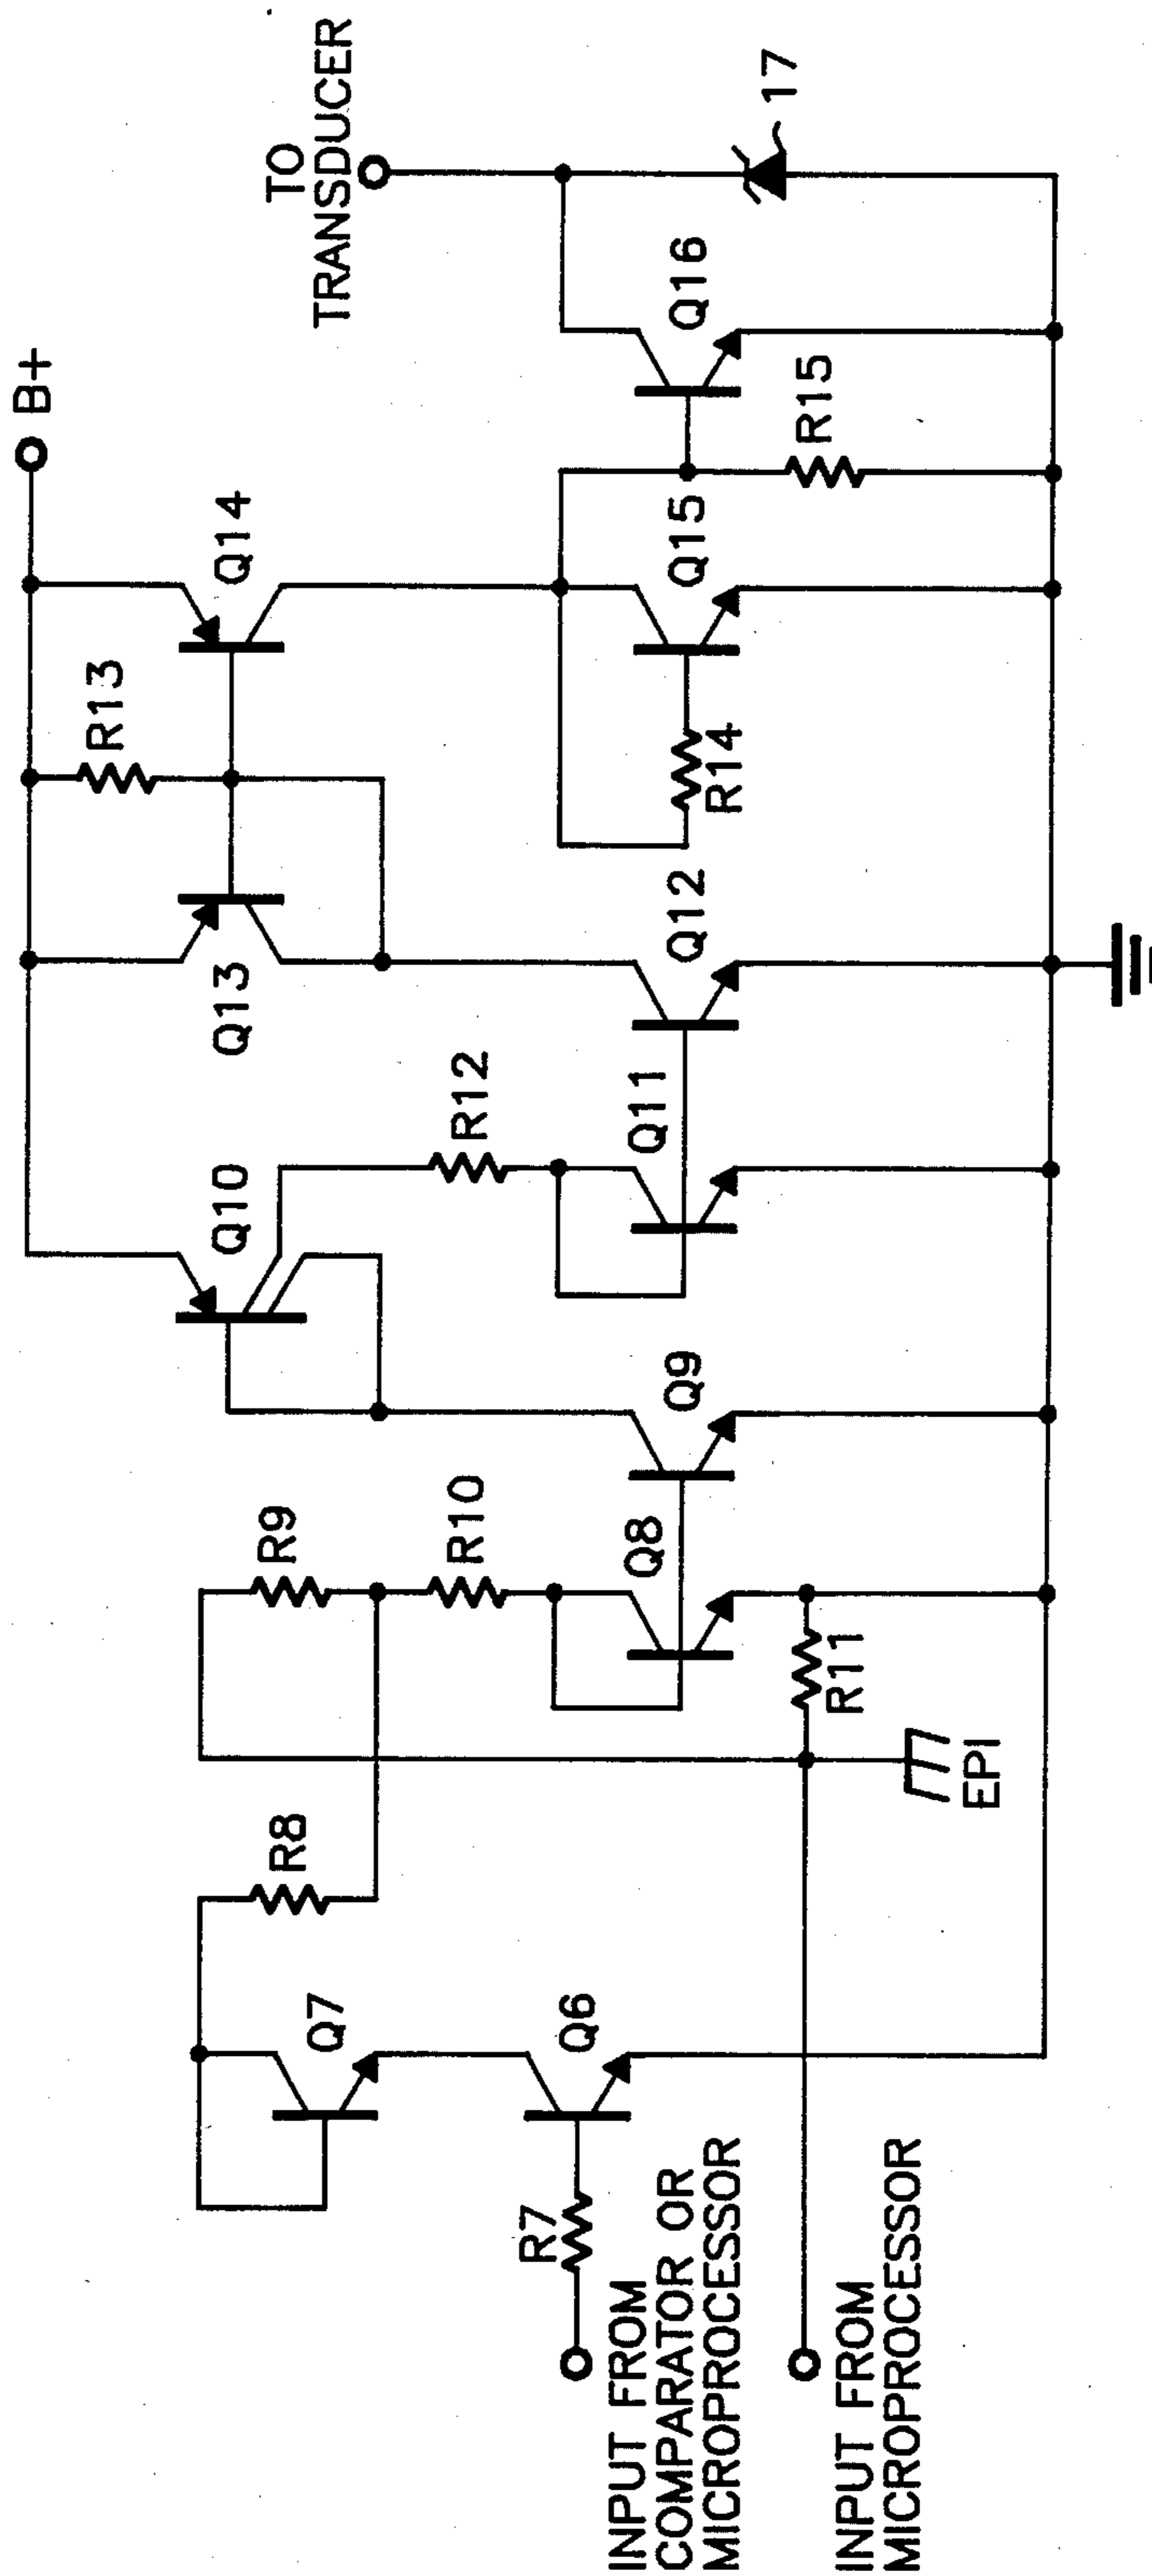 B+
TO
TRANSDUCER
R13
Q13
Q14
Q10
R12
R9
R8
R10
Q7
Q8
Q9
Q11
Q12
R14
Q15
Q16
R15
17
Q6
R7
R11
EPI
INPUT FROM
COMPARATOR OR
MICROPROCESSOR
INPUT FROM
MICROPROCESSOR